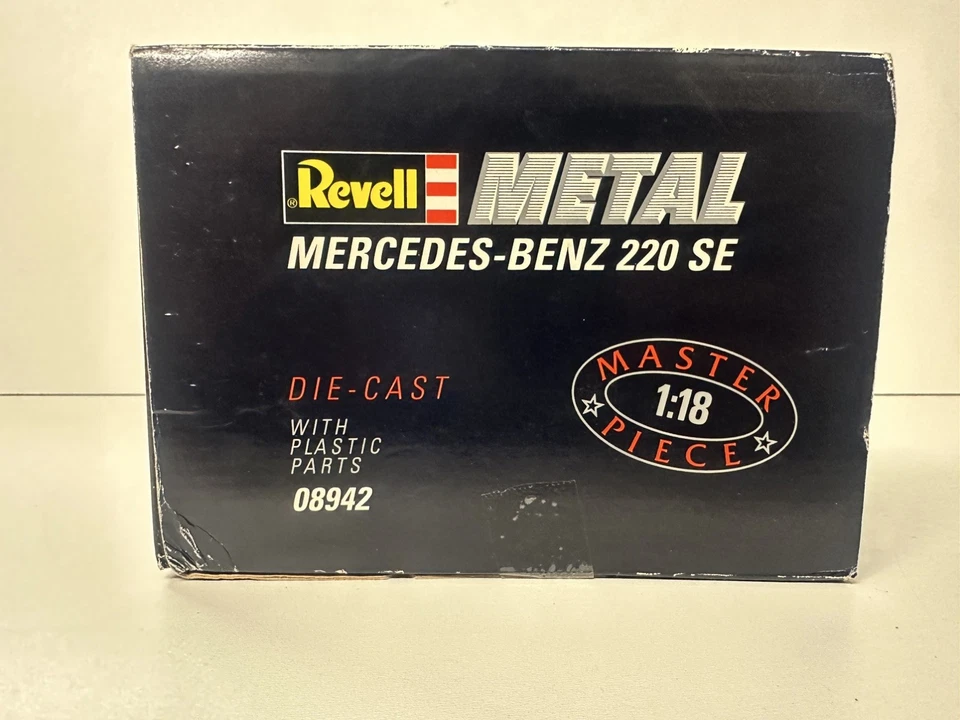 ® Revell METAL
MERCEDES-BENZ 220 SE
DIE-CAST
WITH
PLASTIC
PARTS
08942
MASTER
1:18
PIECE